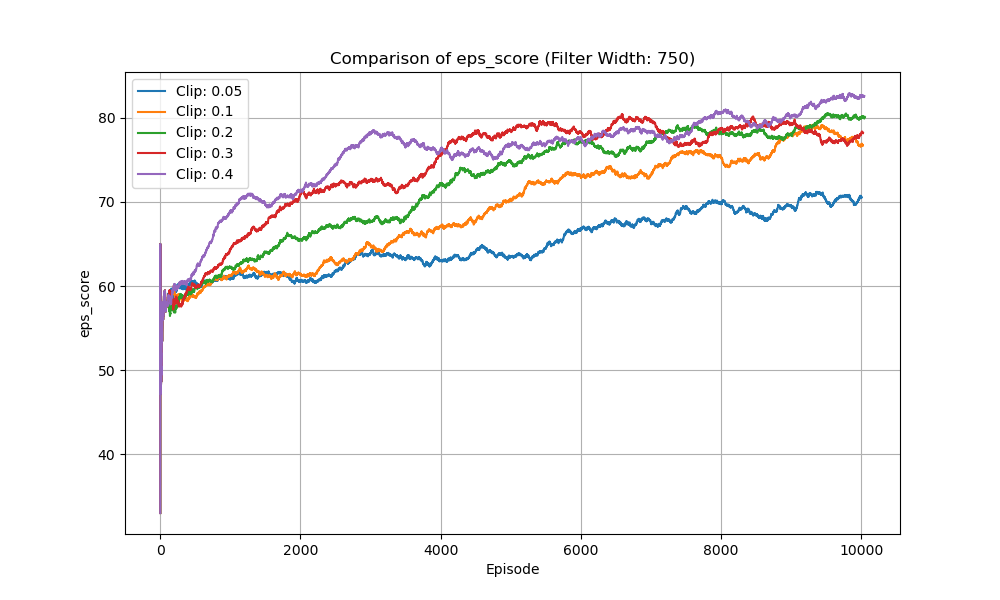 Comparison of eps_score (Filter Width: 750)
Clip: 0.05
Clip: 0.1
Clip: 0.2
Clip: 0.3
Clip: 0.4
80
70
60
50
40
eps_score
0 2000 4000 6000 8000 10000
Episode